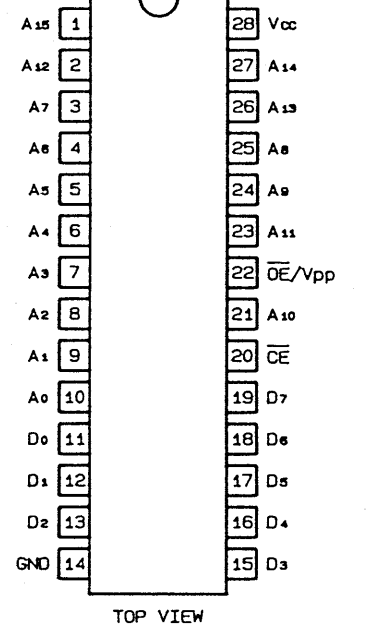 A15 1 28 Vcc
A12 2 27 A14
A7 3 26 A13
A6 4 25 A8
A5 5 24 A9
A4 6 23 A11
A3 7 22 OE/Vpp
A2 8 21 A10
A1 9 20 CE
A0 10 19 D7
D0 11 18 D6
D1 12 17 D5
D2 13 16 D4
GND 14 15 D3
TOP VIEW